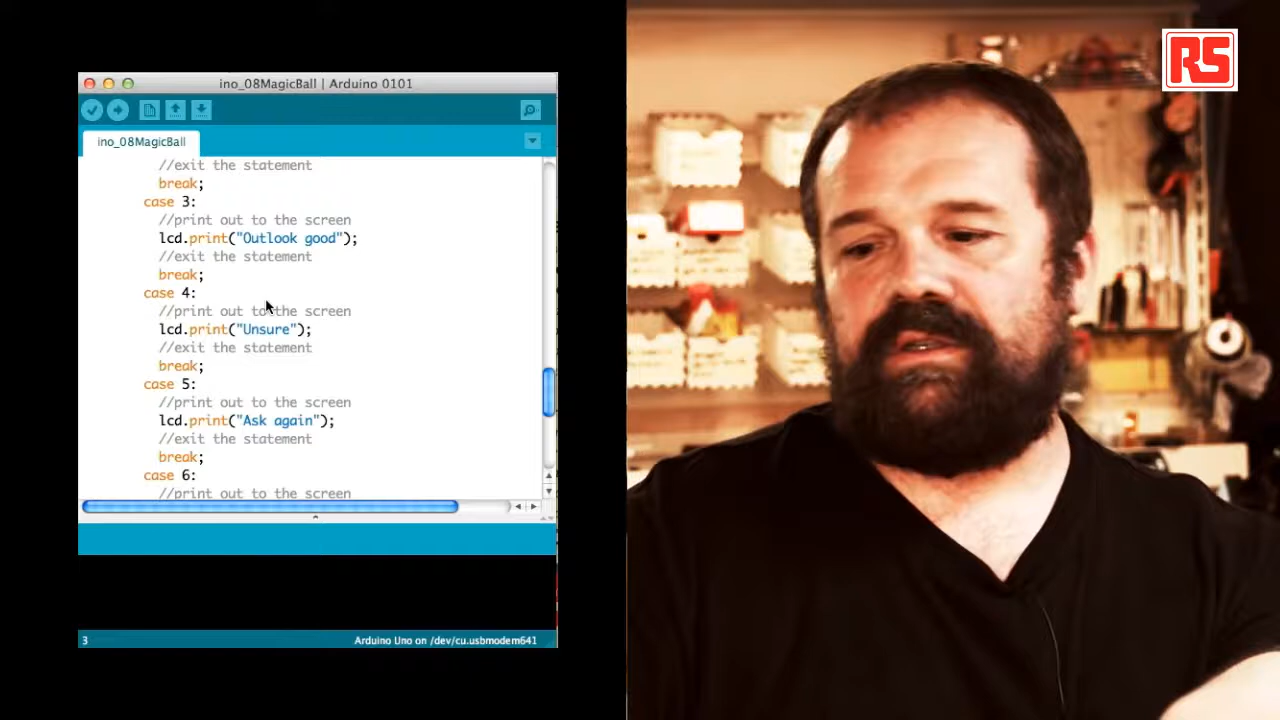 ino_08MagicBall | Arduino 0101
ino_08MagicBall
//exit the statement
break;
case 3:
//print out to the screen
lcd.print("Outlook good");
//exit the statement
break;
case 4:
//print out to the screen
lcd.print("Unsure");
//exit the statement
break;
case 5:
//print out to the screen
lcd.print("Ask again");
//exit the statement
break;
case 6:
//print out to the screen
3
Arduino Uno on /dev/cu.usbmodem641
RS